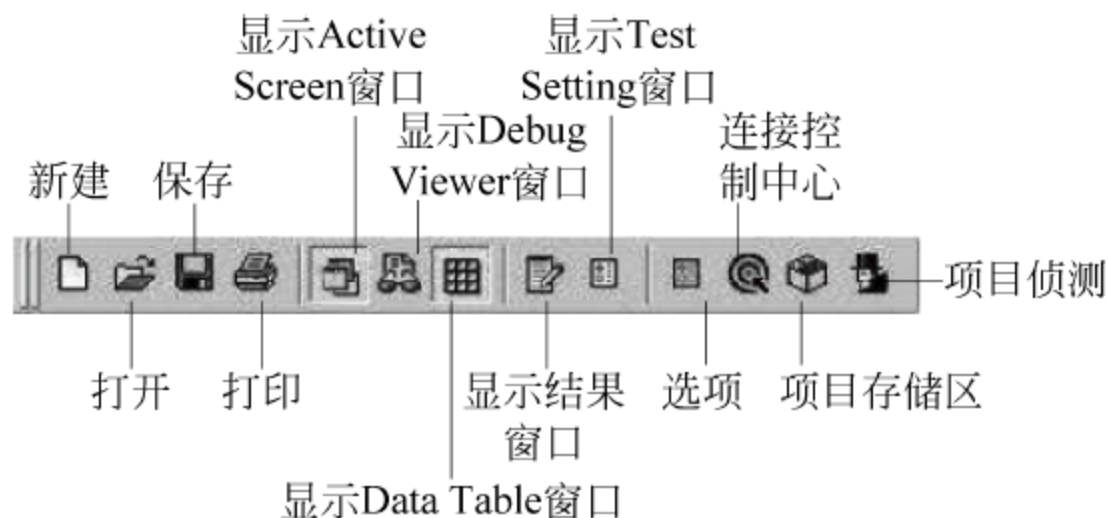 显示Active
Screen窗口
显示Test
Setting窗口
显示Debug
Viewer窗口
连接控
制中心
新建
保存
项目侦测
打开
打印
显示结果
窗口
选项
项目存储区
显示Data Table窗口